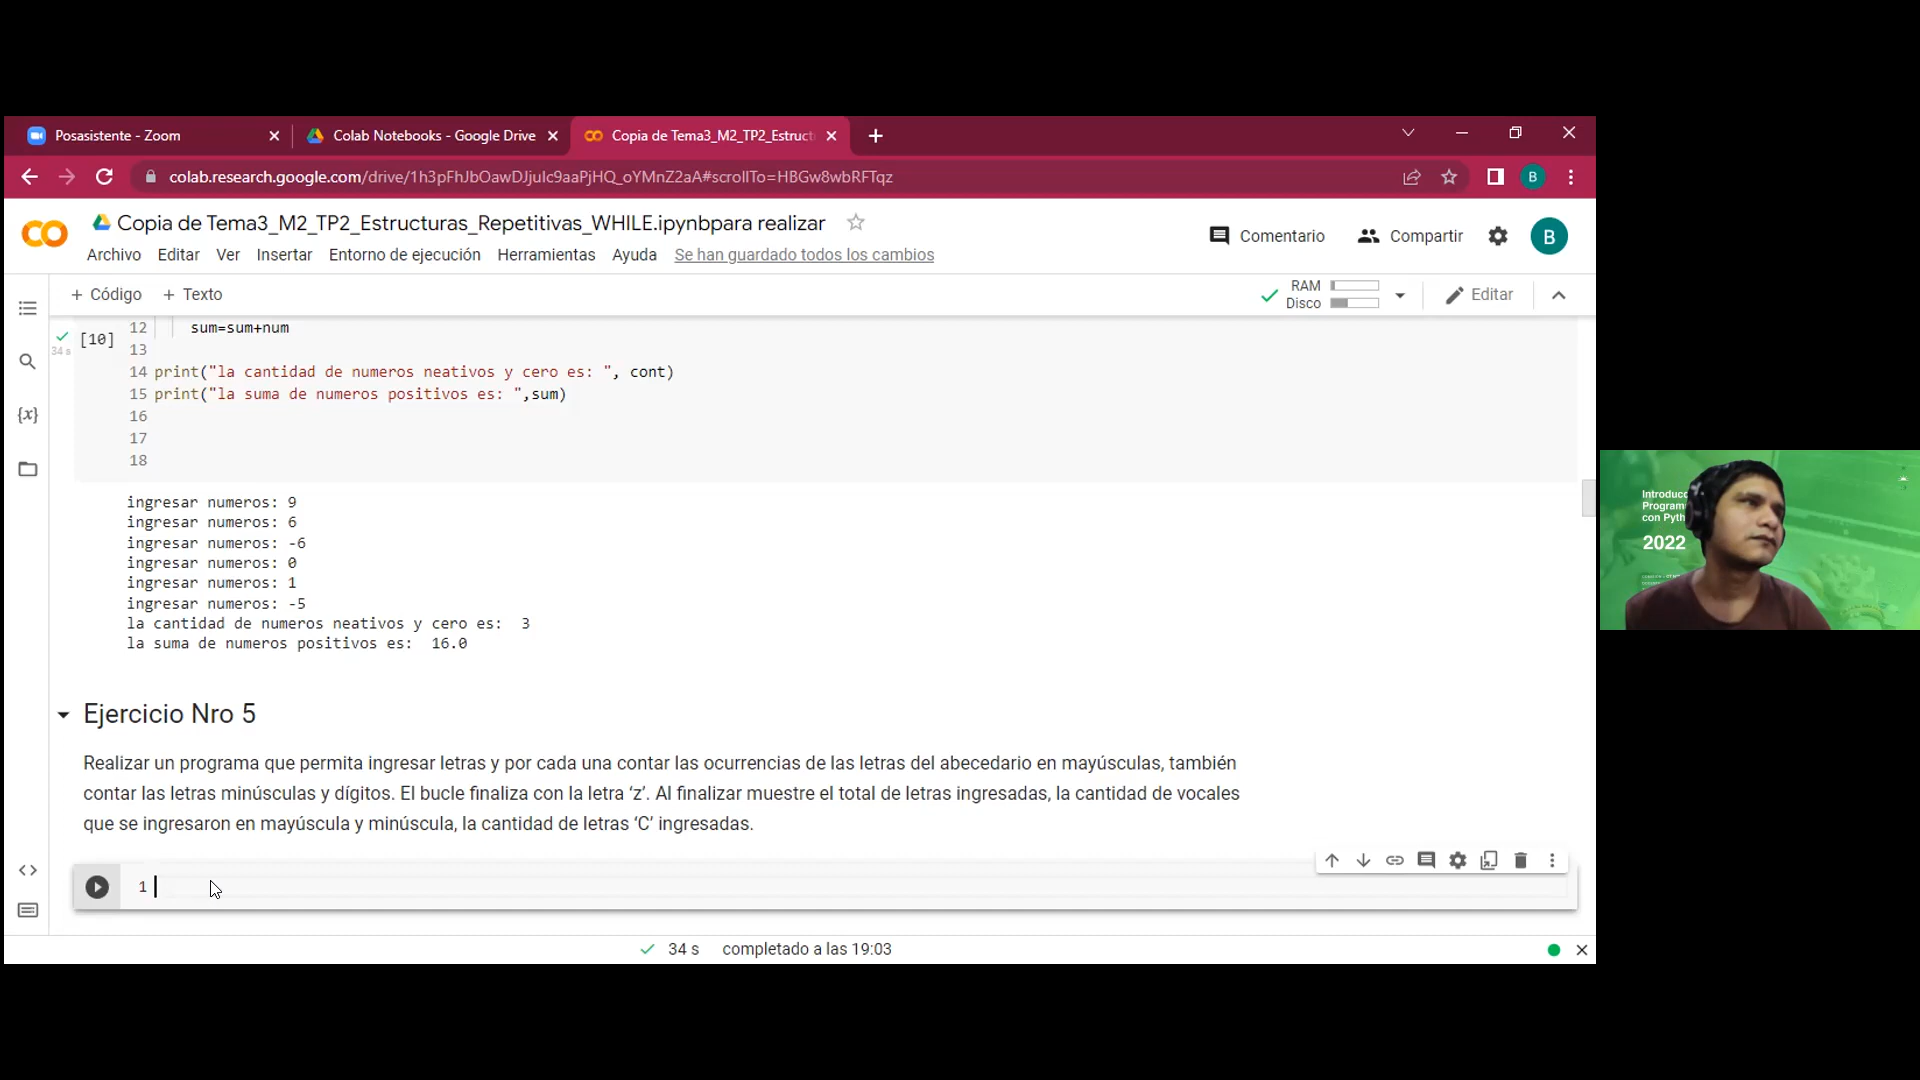 Posasistente - Zoom
Colab Notebooks - Google Drive
Copia de Tema3_M2_TP2_Estruct
colab.research.google.com/drive/1h3pFhJbOawDJjulc9aaPjHQ_oYMnZ2aA#scrollTo=HBGw8wbRFTqz
B
CO
Copia de Tema3_M2_TP2_Estructuras_Repetitivas_WHILE.ipynbpara realizar
Comentario
Compartir
B
Archivo Editar Ver Insertar Entorno de ejecución Herramientas Ayuda Se han guardado todos los cambios
+ Código + Texto
RAM
Disco
Editar
[10]
34 s
12 sum=sum+num
13
14 print("la cantidad de numeros neativos y cero es: ", cont)
15 print("la suma de numeros positivos es: ",sum)
16
17
18
{x}
ingresar numeros: 9
ingresar numeros: 6
ingresar numeros: -6
ingresar numeros: 0
ingresar numeros: 1
ingresar numeros: -5
la cantidad de numeros neativos y cero es:  3
la suma de numeros positivos es:  16.0
Ejercicio Nro 5
Realizar un programa que permita ingresar letras y por cada una contar las ocurrencias de las letras del abecedario en mayúsculas, también
contar las letras minúsculas y dígitos. El bucle finaliza con la letra ‘z’. Al finalizar muestre el total de letras ingresadas, la cantidad de vocales
que se ingresaron en mayúscula y minúscula, la cantidad de letras ‘C’ ingresadas.
1
34 s completado a las 19:03
Introducc
Program
con Pyth
2022